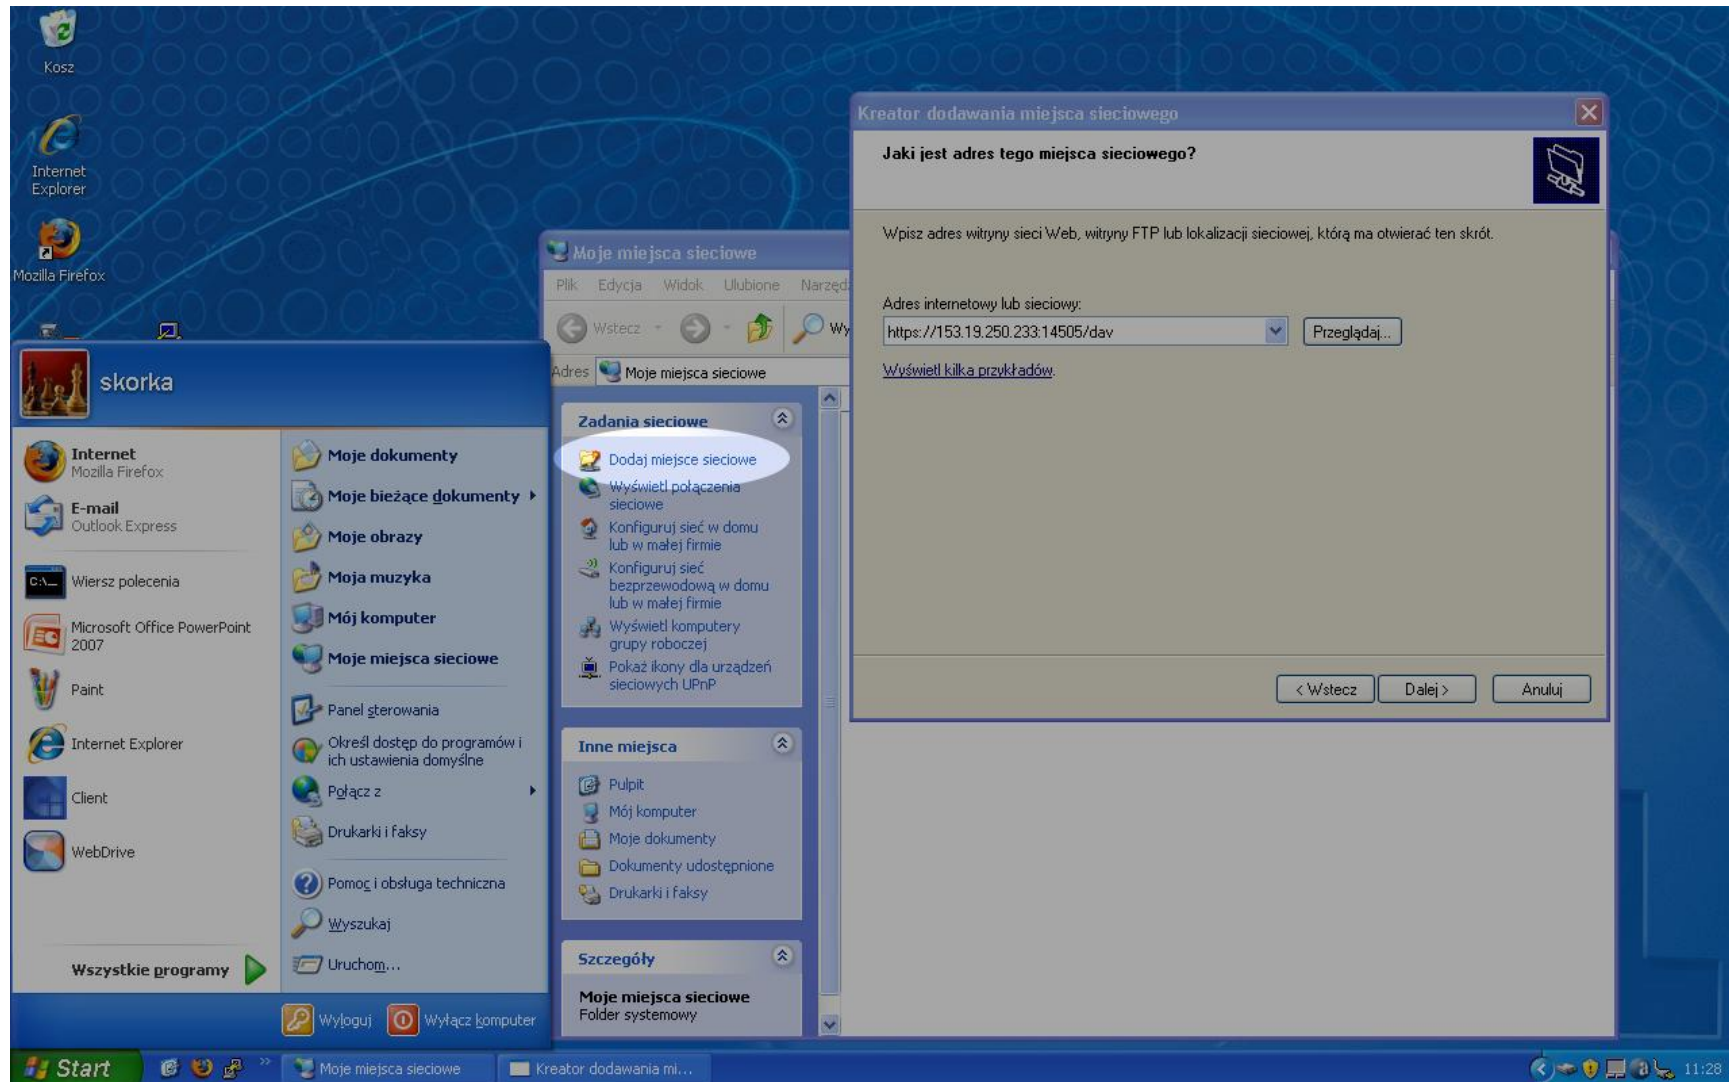 Kosz
Internet
Explorer
Mozilla Firefox
skorka
Internet
Mozilla Firefox
E-mail
Outlook Express
Wiersz polecenia
Microsoft Office PowerPoint
2007
Paint
Internet Explorer
Client
WebDrive
Wszystkie programy
Moje dokumenty
Moje bieżące dokumenty
Moje obrazy
Moja muzyka
Mój komputer
Moje miejsca sieciowe
Panel sterowania
Określ dostęp do programów i
ich ustawienia domyślne
Połącz z
Drukarki i faksy
Pomoc i obsługa techniczna
Wyszukaj
Uruchom...
Wyloguj
Wyłącz komputer
Moje miejsca sieciowe
Plik Edycja Widok Ulubione Narzędz
Wstecz Wy
Adres Moje miejsca sieciowe
Zadania sieciowe
Dodaj miejsce sieciowe
Wyświetl połączenia
sieciowe
Konfiguruj sieć w domu
lub w małej firmie
Konfiguruj sieć
bezprzewodową w domu
lub w małej firmie
Wyświetl komputery
grupy roboczej
Pokaż ikony dla urządzeń
sieciowych UPnP
Inne miejsca
Pulpit
Mój komputer
Moje dokumenty
Dokumenty udostępnione
Drukarki i faksy
Szczegóły
Moje miejsca sieciowe
Folder systemowy
Kreator dodawania miejsca sieciowego
Jaki jest adres tego miejsca sieciowego?
Wpisz adres witryny sieci Web, witryny FTP lub lokalizacji sieciowej, którą ma otwierać ten skrót.
Adres internetowy lub sieciowy:
https://153.19.250.233:14505/dav
Przeglądaj...
Wyświetl kilka przykładów.
< Wstecz Dalej > Anuluj
Start
Moje miejsca sieciowe
Kreator dodawania mi...
11:28